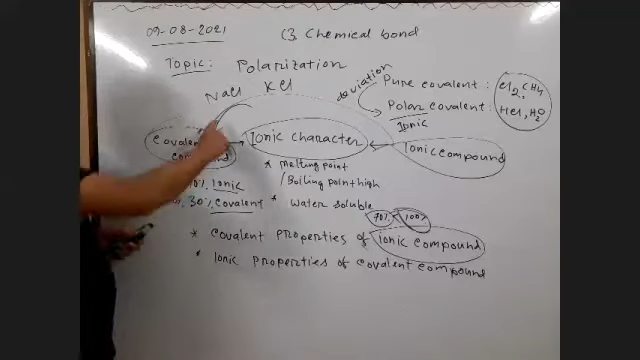 09-08-2021
(3. Chemical bond
Topic: Polarization
NaCl KCl
deviation
Pure covalent: Cl2, CH4
Polar covalent: HCl, H2O
Ionic
Covalent compound
Ionic character
Ionic compound
* melting point
/ Boiling point high
0% Ionic
30% covalent
* water soluble
70% 100%
* covalent properties of Ionic compound
* Ionic properties of covalent compound